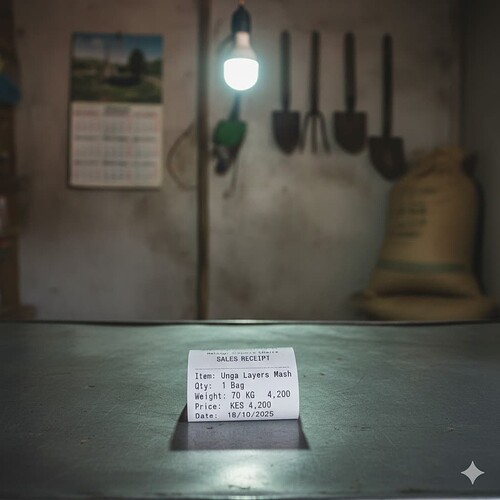 SALES RECEIPT
Item: Unga Layers Mash
Qty: 1 Bag
Weight: 70 KG 4,200
Price: KES 4,200
Date: 18/10/2025